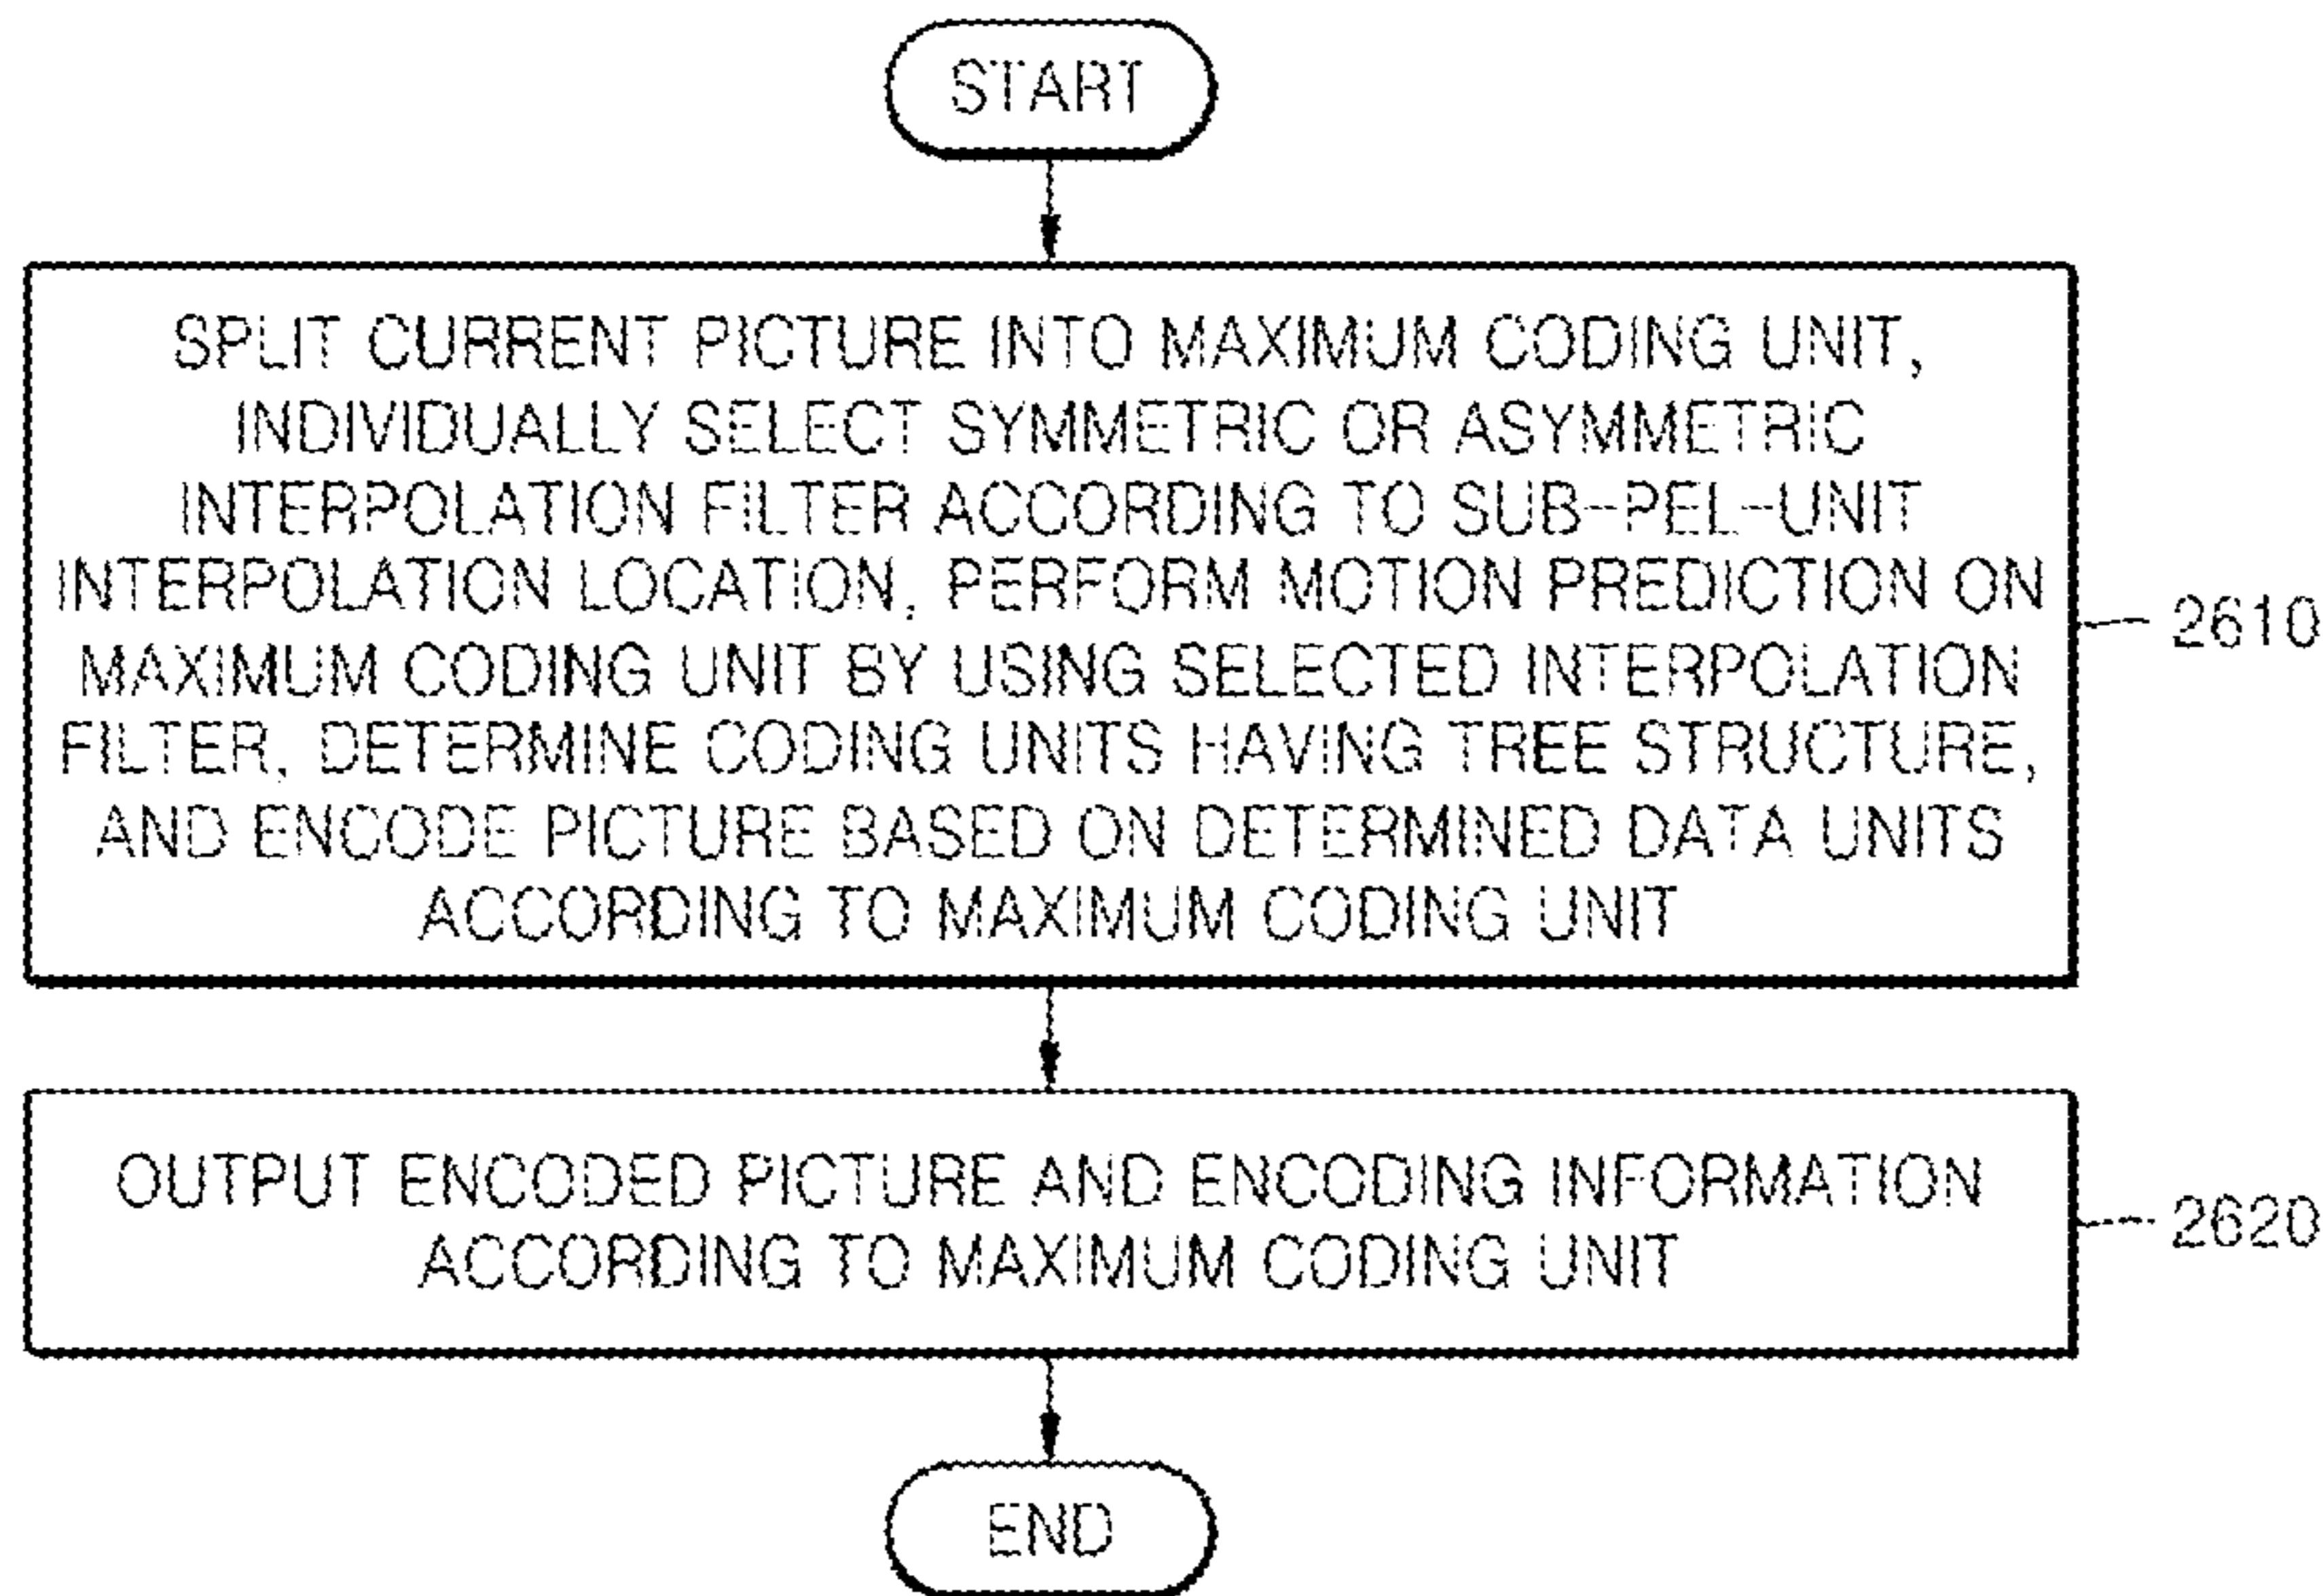 START
SPLIT CURRENT PICTURE INTO MAXIMUM CODING UNIT,
INDIVIDUALLY SELECT SYMMETRIC OR ASYMMETRIC
INTERPOLATION FILTER ACCORDING TO SUB-PEL-UNIT
INTERPOLATION LOCATION, PERFORM MOTION PREDICTION ON
MAXIMUM CODING UNIT BY USING SELECTED INTERPOLATION
FILTER, DETERMINE CODING UNITS HAVING TREE STRUCTURE,
AND ENCODE PICTURE BASED ON DETERMINED DATA UNITS
ACCORDING TO MAXIMUM CODING UNIT
2610
OUTPUT ENCODED PICTURE AND ENCODING INFORMATION
ACCORDING TO MAXIMUM CODING UNIT
2620
END